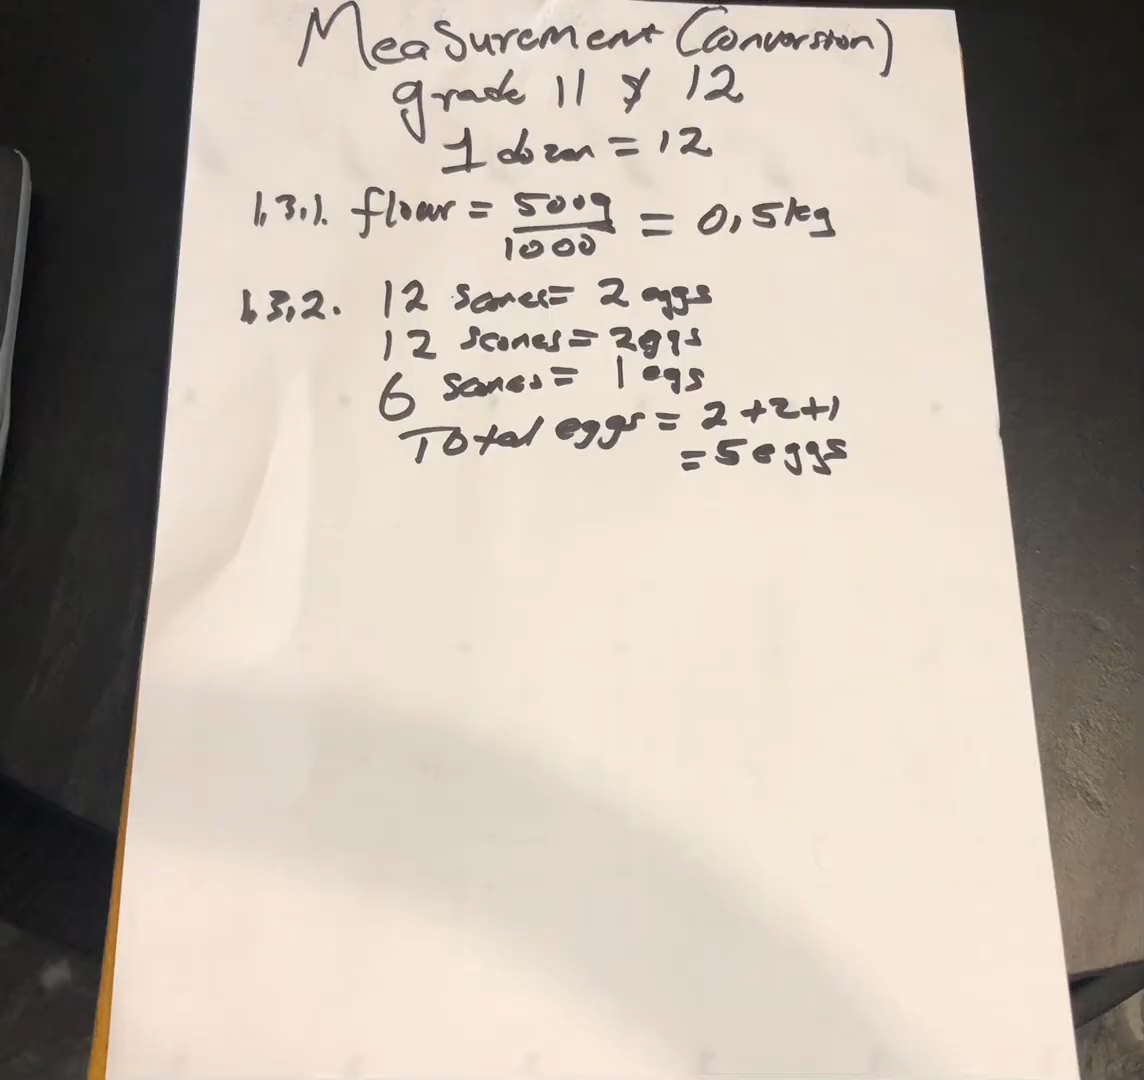 Measurement (Conversion)
grade 11 & 12
1 dozen = 12
1.3.1. flour = 500g / 1000 = 0,5kg
1.3.2. 12 scones = 2 eggs
12 scones = 2 eggs
6 scones = 1 eggs
Total eggs = 2+2+1
= 5 eggs